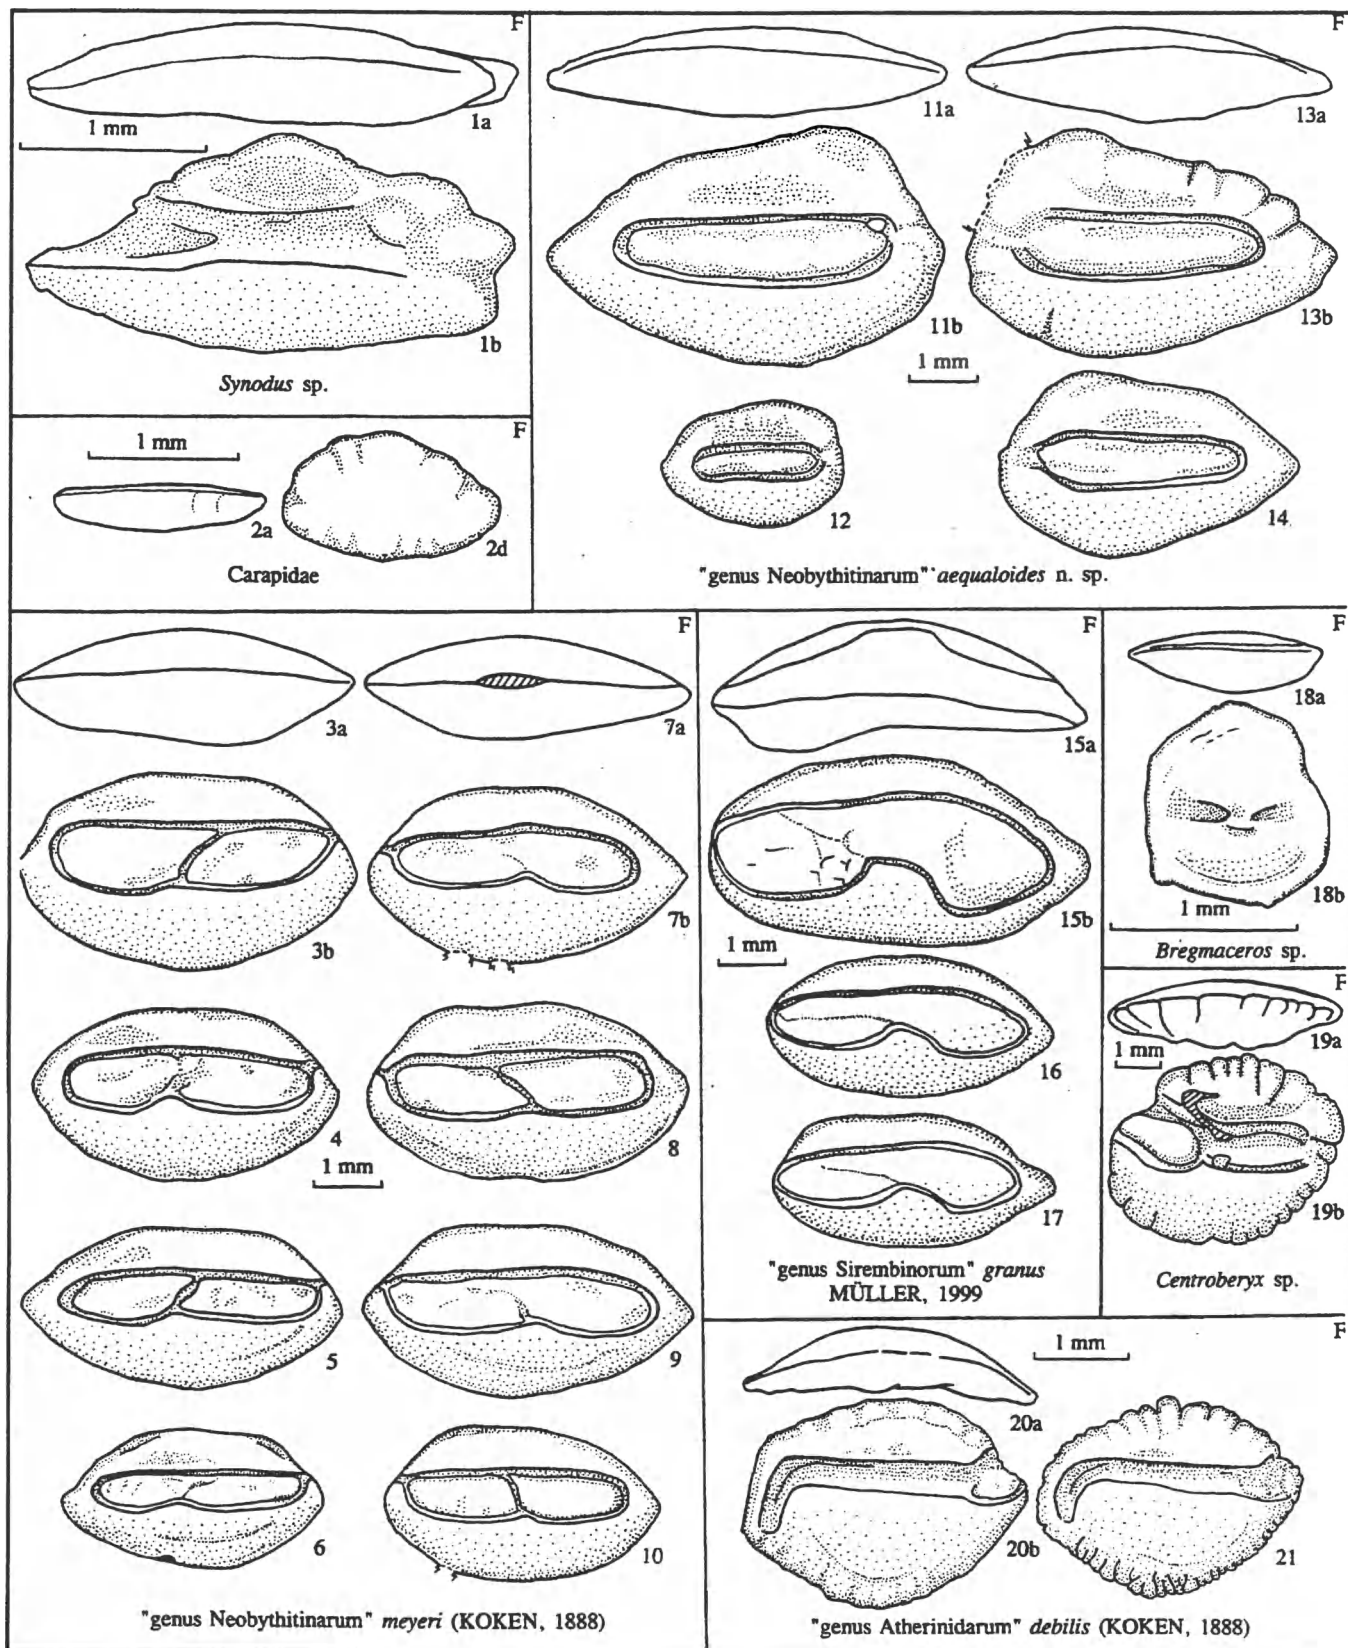 F
1a
1 mm
1b
Synodus sp.
F
1 mm
2a
2d
Carapidae
F
11a
13a
11b
13b
1 mm
12
14
"genus Neobythitinarum" aequaloides n. sp.
F
3a
7a
3b
7b
4
8
1 mm
5
9
6
10
"genus Neobythitinarum" meyeri (KOKEN, 1888)
F
15a
15b
1 mm
16
17
"genus Sirembinorum" granus
MÜLLER, 1999
F
18a
18b
1 mm
Bregmaceros sp.
F
19a
1 mm
19b
Centroberyx sp.
F
1 mm
20a
20b
21
"genus Atherinidarum" debilis (KOKEN, 1888)